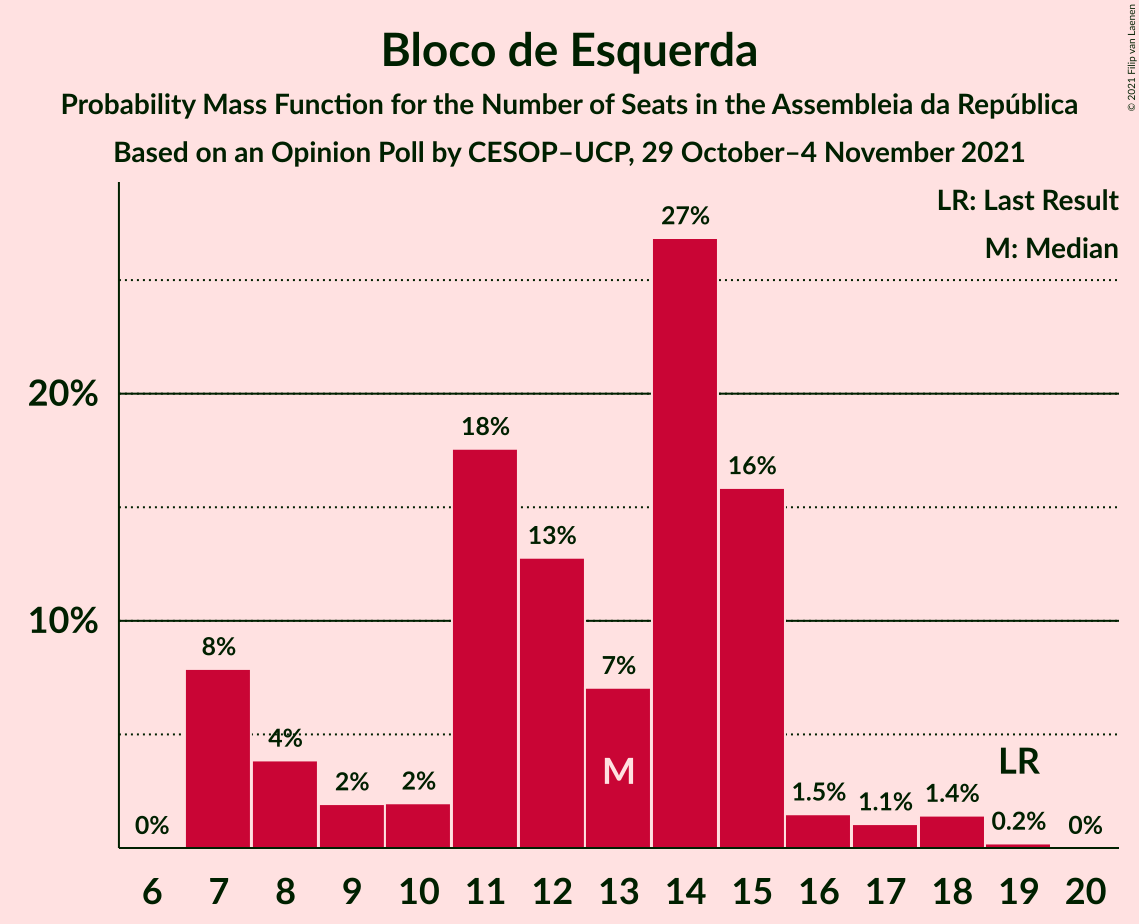 Bloco de Esquerda
Probability Mass Function for the Number of Seats in the Assembleia da República
Based on an Opinion Poll by CESOP–UCP, 29 October–4 November 2021
© 2021 Filip van Laenen
LR: Last Result
M: Median
27%
20%
18%
16%
13%
10%
8%
7%
4%
M
LR
2%
2%
1.5%
1.1%
1.4%
0.2%
0%
0%
6 7 8 9 10 11 12 13 14 15 16 17 18 19 20